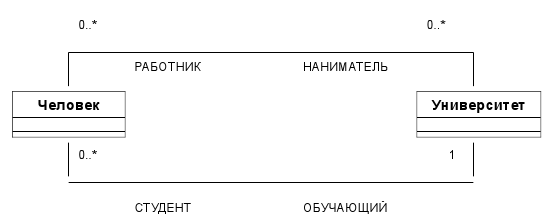 0..* 0..*
РАБОТНИК НАНИМАТЕЛЬ
Человек Университет
0..* 1
СТУДЕНТ ОБУЧАЮЩИЙ